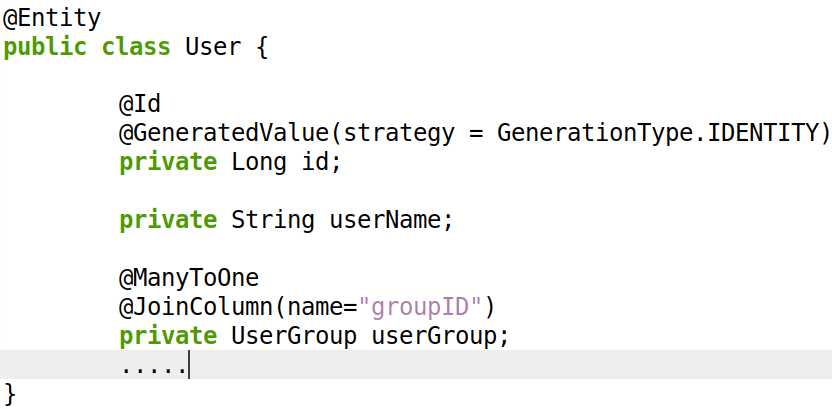 @Entity
public class User {
@Id
@GeneratedValue(strategy = GenerationType.IDENTITY)
private Long id;
private String userName;
@ManyToOne
@JoinColumn(name="groupID")
private UserGroup userGroup;
.....
}